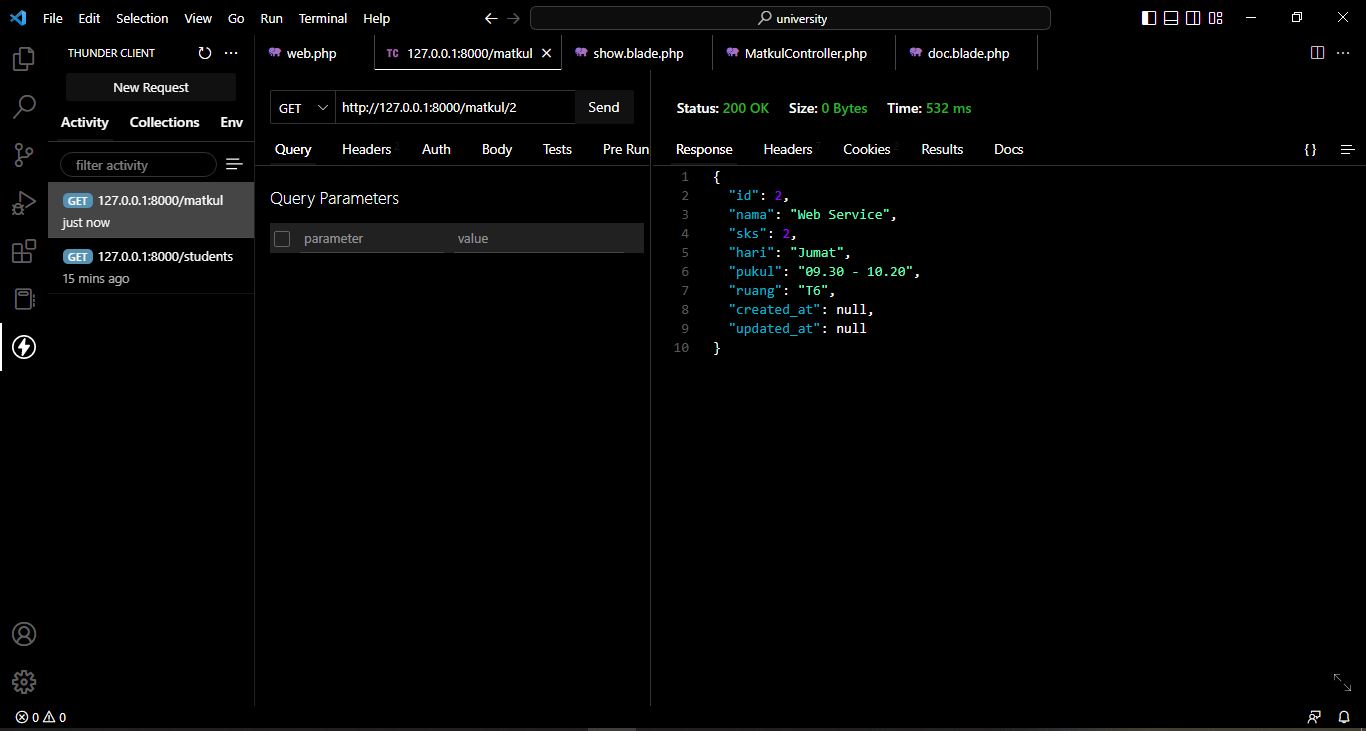 File Edit Selection View Go Run Terminal Help
university
THUNDER CLIENT
New Request
Activity Collections Env
filter activity
GET 127.0.0.1:8000/matkul
just now
GET 127.0.0.1:8000/students
15 mins ago
web.php
TC 127.0.0.1:8000/matkul
show.blade.php
MatkulController.php
doc.blade.php
GET http://127.0.0.1:8000/matkul/2 Send
Query Headers 2 Auth Body Tests Pre Run
Query Parameters
parameter value
Status: 200 OK Size: 0 Bytes Time: 532 ms
Response Headers 7 Cookies 2 Results Docs
{ }
1 {
2 "id": 2,
3 "nama": "Web Service",
4 "sks": 2,
5 "hari": "Jumat",
6 "pukul": "09.30 - 10.20",
7 "ruang": "T6",
8 "created_at": null,
9 "updated_at": null
10 }
0 0